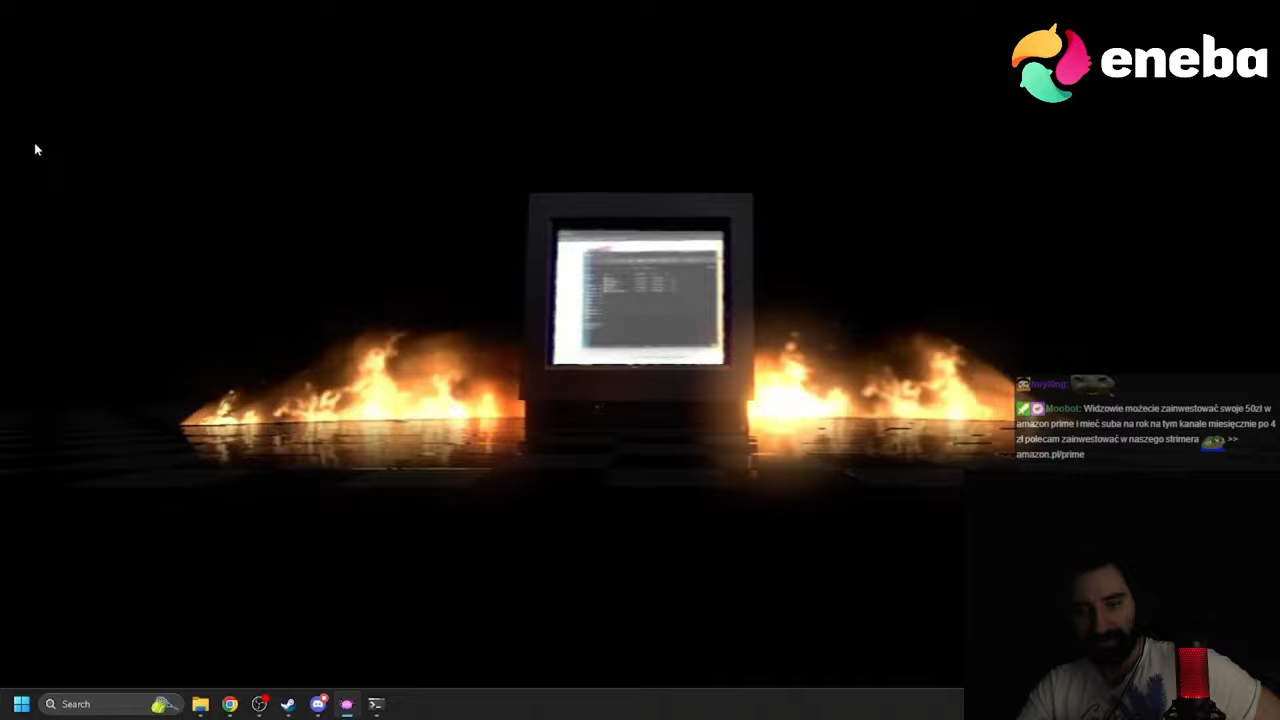 eneba
Moobot: Widzowie możecie zainwestować swoje 50zł w
amazon prime i mieć suba na rok na tym kanale miesięcznie po 4
zł polecam zainwestować w naszego strimera >>
amazon.pl/prime
Search